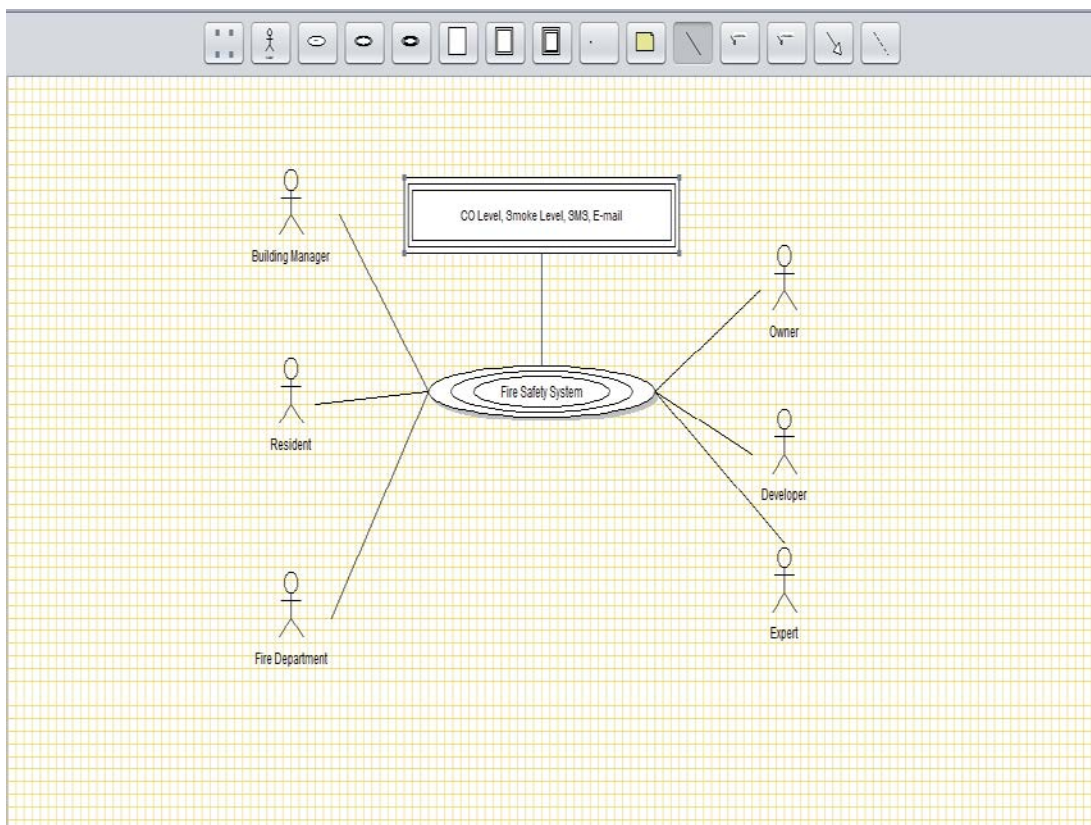 CO Level, Smoke Level, SMS, E-mail
Building Manager
Owner
Fire Safety System
Resident
Developer
Expert
Fire Department